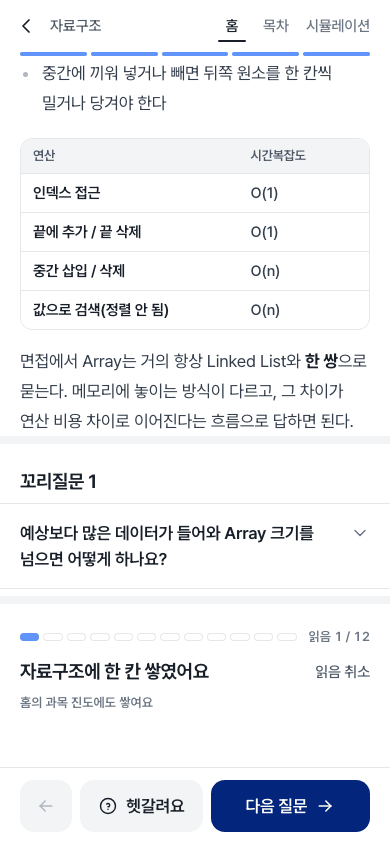 자료구조
홈 목차 시뮬레이션
중간에 끼워 넣거나 빼면 뒤쪽 원소를 한 칸씩
밀거나 당겨야 한다
연산 시간복잡도
인덱스 접근 O(1)
끝에 추가 / 끝 삭제 O(1)
중간 삽입 / 삭제 O(n)
값으로 검색(정렬 안 됨) O(n)
면접에서 Array는 거의 항상 Linked List와 한 쌍으로
묻는다. 메모리에 놓이는 방식이 다르고, 그 차이가
연산 비용 차이로 이어진다는 흐름으로 답하면 된다.
꼬리질문 1
예상보다 많은 데이터가 들어와 Array 크기를
넘으면 어떻게 하나요?
읽음 1 / 12
자료구조에 한 칸 쌓였어요 읽음 취소
홈의 과목 진도에도 쌓여요
헷갈려요
다음 질문